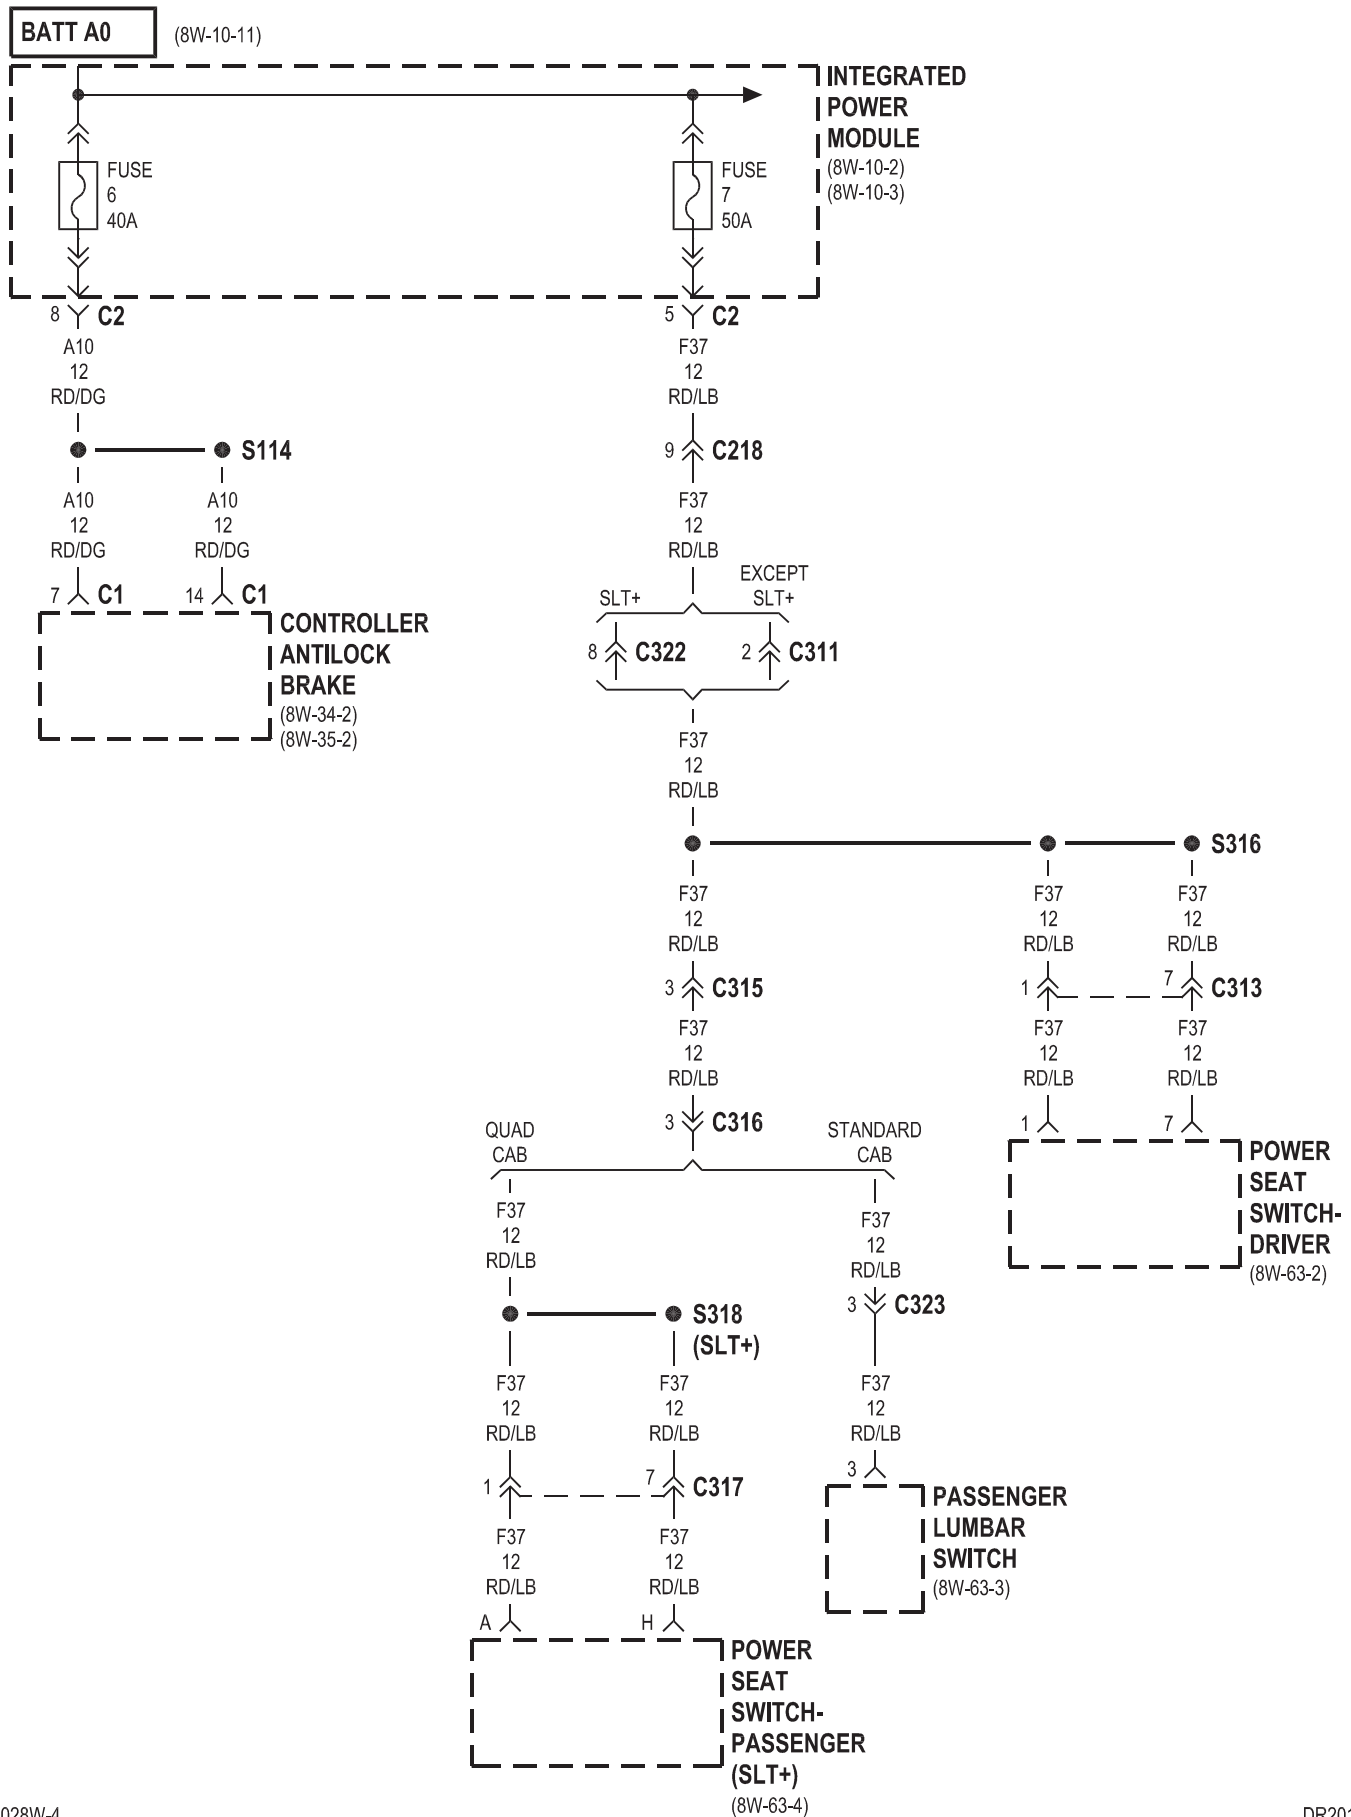 BATT A0 (8W-10-11)
INTEGRATED
POWER
MODULE
(8W-10-2)
(8W-10-3)
FUSE
6
40A
FUSE
7
50A
8 C2
5 C2
A10
12
RD/DG
F37
12
RD/LB
S114
9 C218
A10
12
RD/DG
A10
12
RD/DG
F37
12
RD/LB
7 C1
14 C1
CONTROLLER
ANTILOCK
BRAKE
(8W-34-2)
(8W-35-2)
SLT+
EXCEPT
SLT+
8 C322
2 C311
F37
12
RD/LB
S316
F37
12
RD/LB
F37
12
RD/LB
F37
12
RD/LB
3 C315
1
7 C313
F37
12
RD/LB
F37
12
RD/LB
F37
12
RD/LB
3 C316
1
7
POWER
SEAT
SWITCH-
DRIVER
(8W-63-2)
QUAD
CAB
STANDARD
CAB
F37
12
RD/LB
F37
12
RD/LB
S318
(SLT+)
3 C323
F37
12
RD/LB
F37
12
RD/LB
F37
12
RD/LB
1
7 C317
3
PASSENGER
LUMBAR
SWITCH
(8W-63-3)
F37
12
RD/LB
F37
12
RD/LB
A
H
POWER
SEAT
SWITCH-
PASSENGER
(SLT+)
(8W-63-4)
028W-4